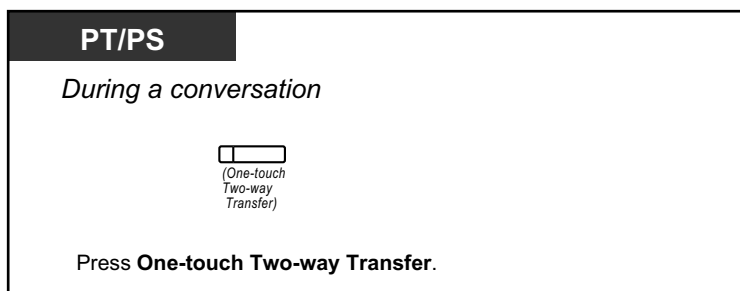 PT/PS
During a conversation
(One-touch
Two-way
Transfer)
Press One-touch Two-way Transfer.